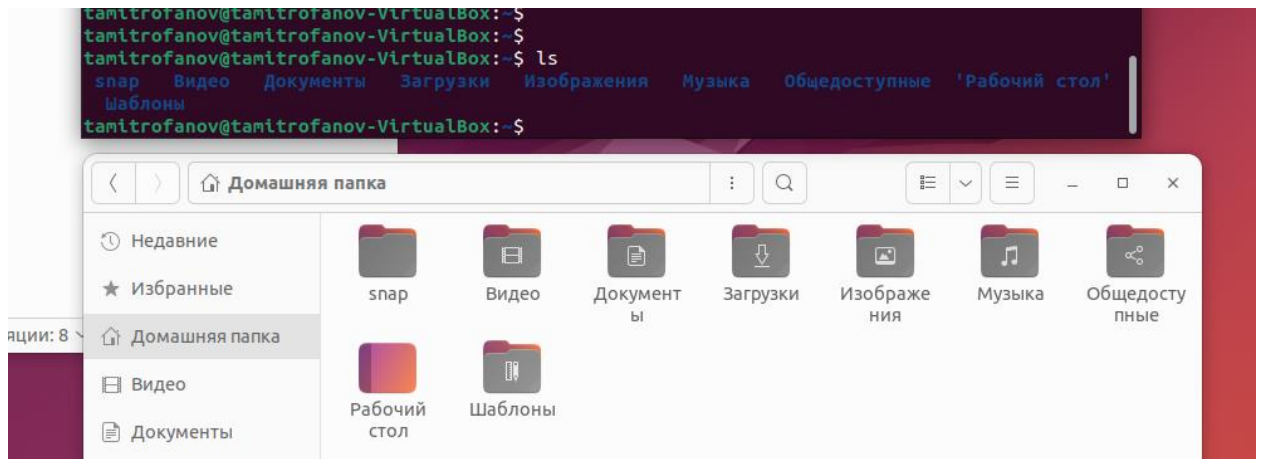 tamitrofanov@tamitrofanov-VirtualBox:~$
tamitrofanov@tamitrofanov-VirtualBox:~$
tamitrofanov@tamitrofanov-VirtualBox:~$ ls
snap Видео Документы Загрузки Изображения Музыка Общедоступные 'Рабочий стол'
Шаблоны
tamitrofanov@tamitrofanov-VirtualBox:~$
Домашняя папка
Недавние
Избранные
Домашняя папка
Видео
Документы
snap Видео Документ Загрузки Изображе Музыка Общедосту
ы ния пные
Рабочий Шаблоны
стол
яции: 8